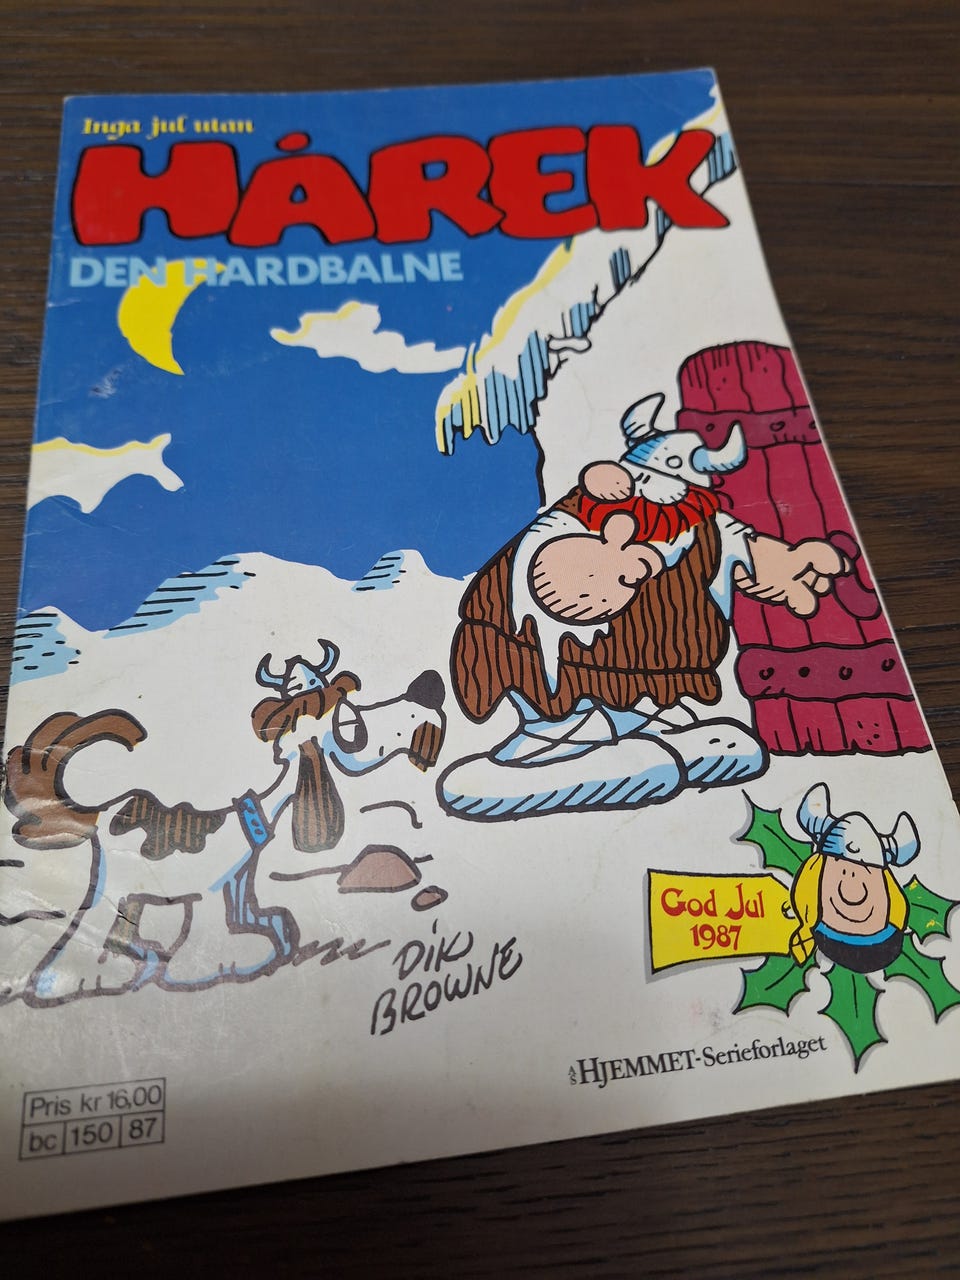 Inga jul utan
HÅREK
DEN HARDBALNE
God Jul
1987
DIK
BROWNE
A/S HJEMMET-Serieforlaget
Pris kr 16,00
bc 150 87